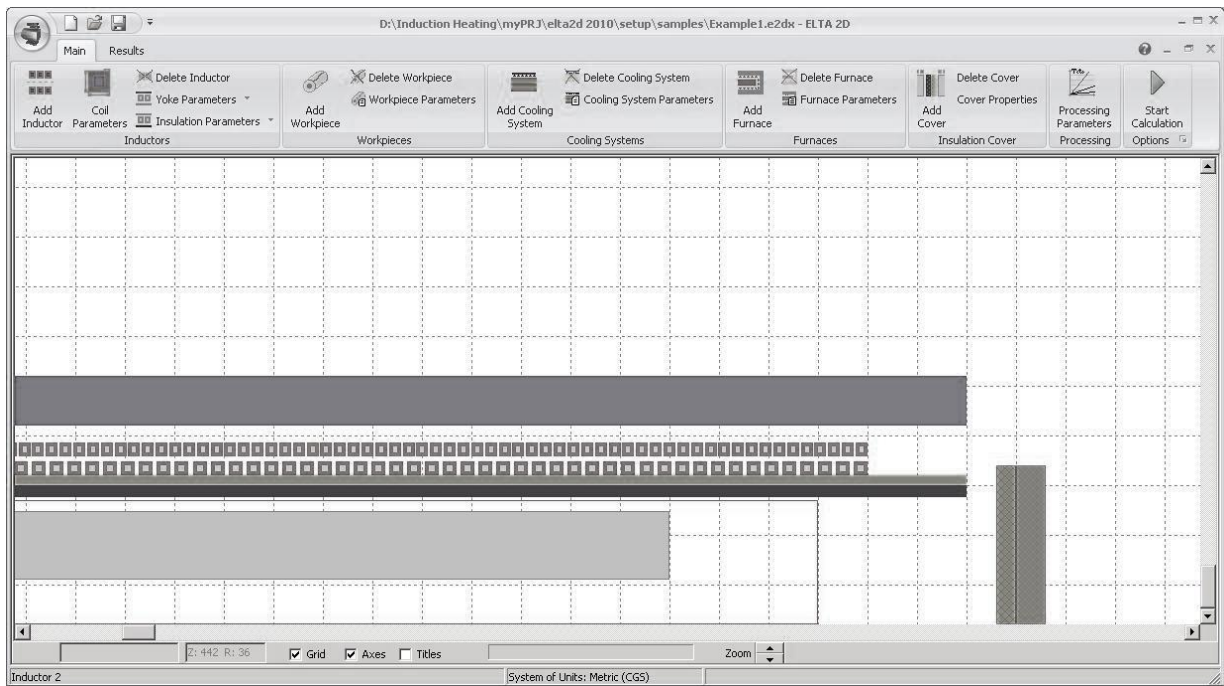 D:\Induction Heating\myPRJ\elta2d 2010\setup\samples\Example1.e2dx - ELTA 2D
Main Results
Add Inductor
Coil Parameters
Delete Inductor
Yoke Parameters
Insulation Parameters
Inductors
Add Workpiece
Delete Workpiece
Workpiece Parameters
Workpieces
Add Cooling System
Delete Cooling System
Cooling System Parameters
Cooling Systems
Add Furnace
Delete Furnace
Furnace Parameters
Furnaces
Add Cover
Delete Cover
Cover Properties
Insulation Cover
Processing Parameters
Processing
Start Calculation
Options
Z: 442 R: 36 Grid Axes Titles Zoom
Inductor 2 System of Units: Metric (CGS)